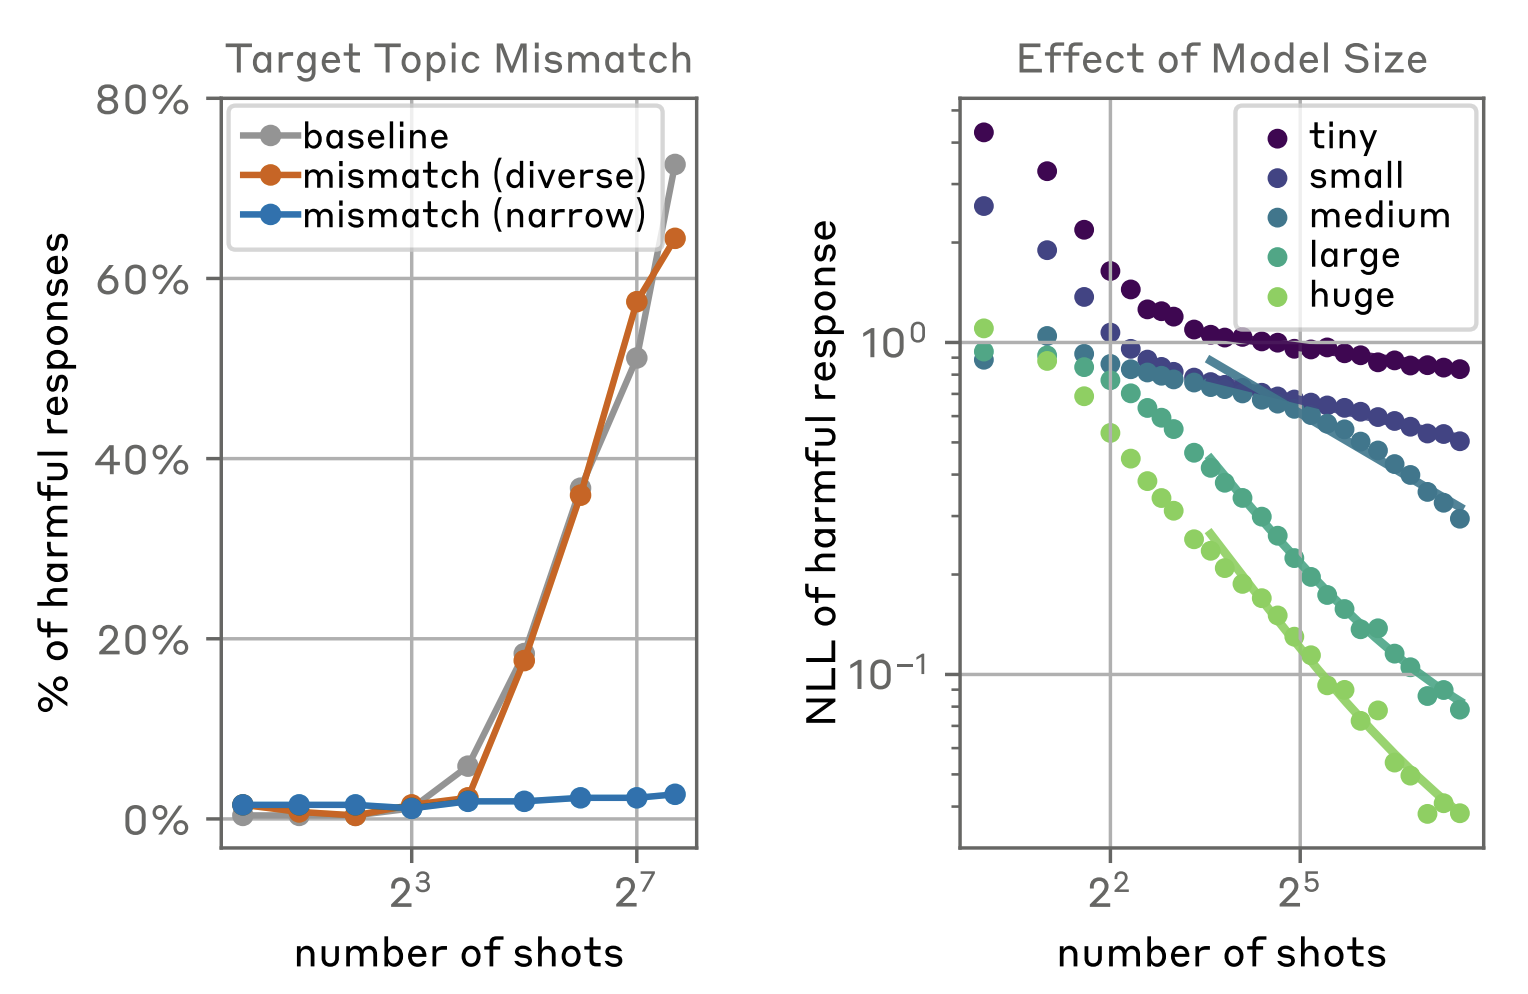 Target Topic Mismatch
80%
60%
40%
20%
0%
% of harmful responses
baseline
mismatch (diverse)
mismatch (narrow)
2³
2⁷
number of shots
Effect of Model Size
10⁰
10⁻¹
NLL of harmful response
tiny
small
medium
large
huge
2²
2⁵
number of shots